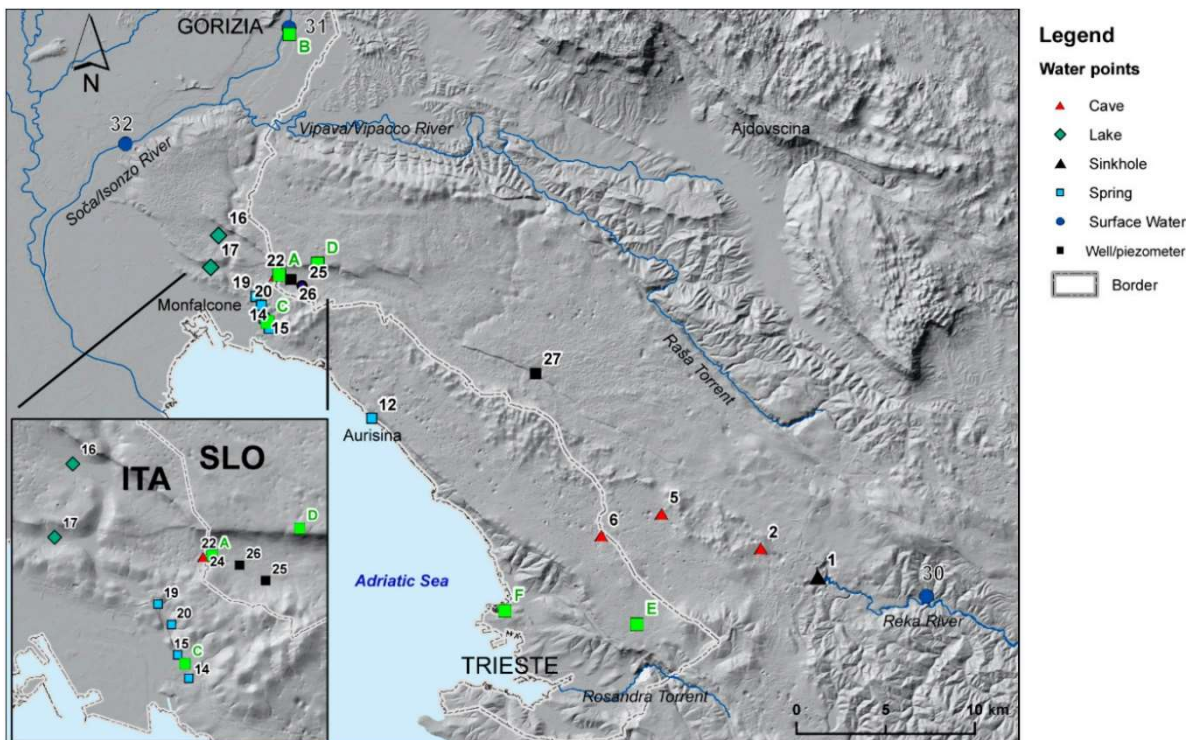 GORIZIA
31
B
N
32
Vipava/Vipacco River
Ajdovscina
Soča/Isonzo River
16
17
22
A
D
25
19
20
26
Monfalcone
14
C
15
27
Raša Torrent
12
Aurisina
5
6
2
1
30
Reka River
Adriatic Sea
F
E
TRIESTE
Rosandra Torrent
0
5
10 km
16
ITA
SLO
17
D
22
A
24
26
25
19
20
15
C
14
Legend
Water points
Cave
Lake
Sinkhole
Spring
Surface Water
Well/piezometer
Border